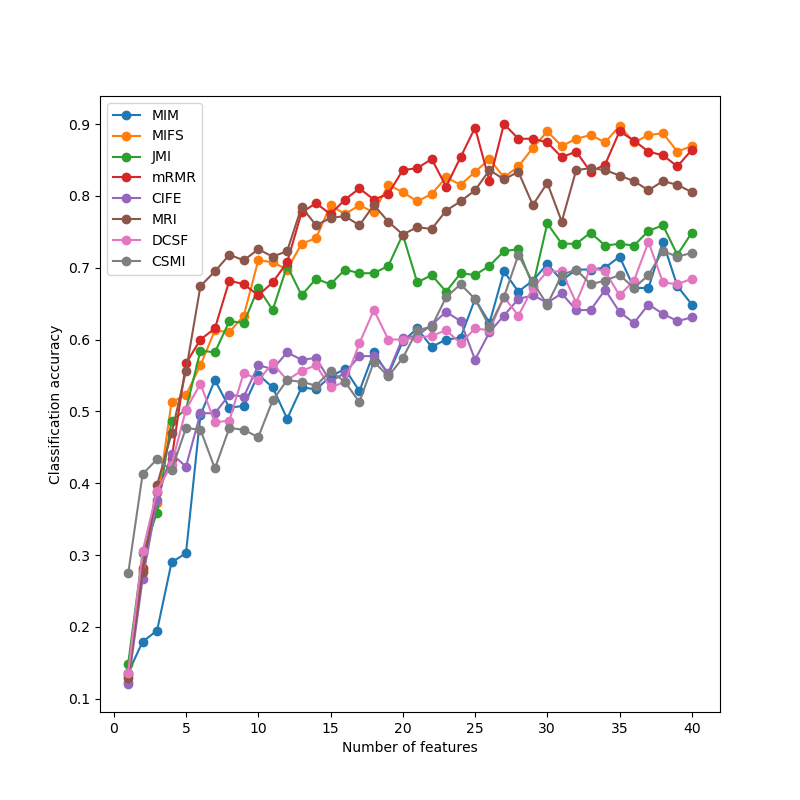 MIM
MIFS
JMI
mRMR
CIFE
MRI
DCSF
CSMI
0.9
0.8
0.7
0.6
0.5
0.4
0.3
0.2
0.1
Classification accuracy
0 5 10 15 20 25 30 35 40
Number of features